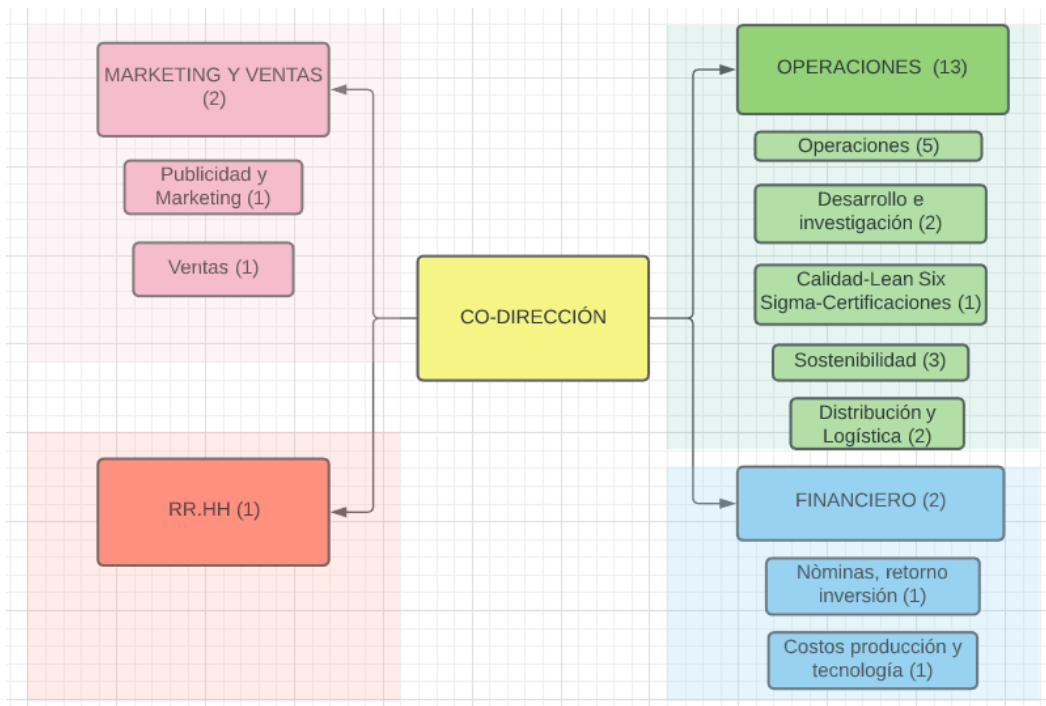 MARKETING Y VENTAS
(2)
Publicidad y
Marketing (1)
Ventas (1)
RR.HH (1)
CO-DIRECCIÓN
OPERACIONES (13)
Operaciones (5)
Desarrollo e
investigación (2)
Calidad-Lean Six
Sigma-Certificaciones (1)
Sostenibilidad (3)
Distribución y
Logística (2)
FINANCIERO (2)
Nòminas, retorno
inversión (1)
Costos producción y
tecnología (1)